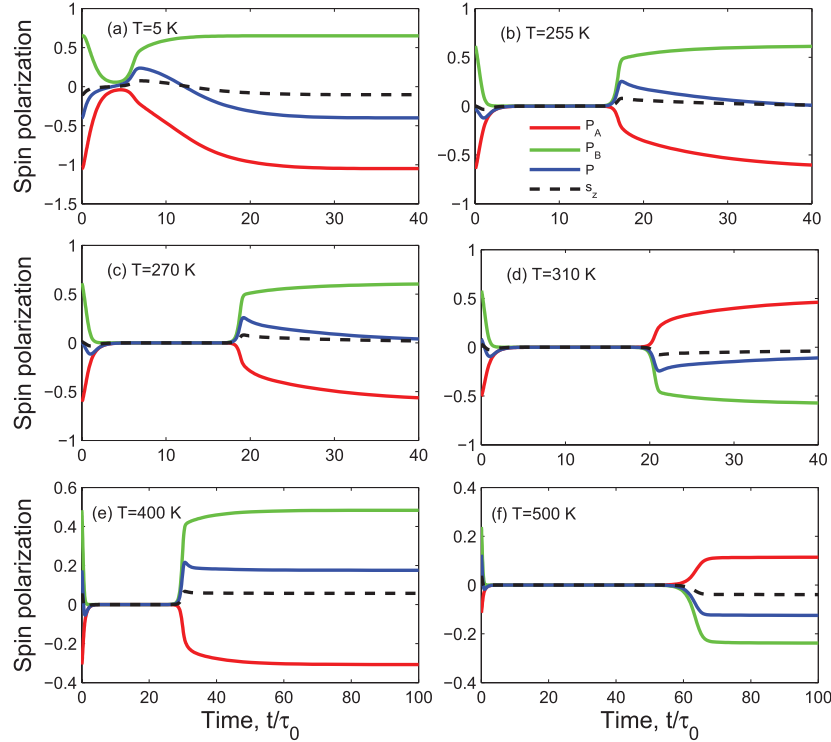 (a) T=5 K
1
0.5
0
−0.5
−1
−1.5
0 10 20 30 40
Spin polarization
(b) T=255 K
1
0.5
0
−0.5
−1
0 10 20 30 40
P_A
P_B
P
s_z
(c) T=270 K
1
0.5
0
−0.5
−1
0 10 20 30 40
Spin polarization
(d) T=310 K
1
0.5
0
−0.5
−1
0 10 20 30 40
(e) T=400 K
0.6
0.4
0.2
0
−0.2
−0.4
0 20 40 60 80 100
Spin polarization
Time, t/τ_0
(f) T=500 K
0.4
0.2
0
−0.2
−0.4
0 20 40 60 80 100
Time, t/τ_0